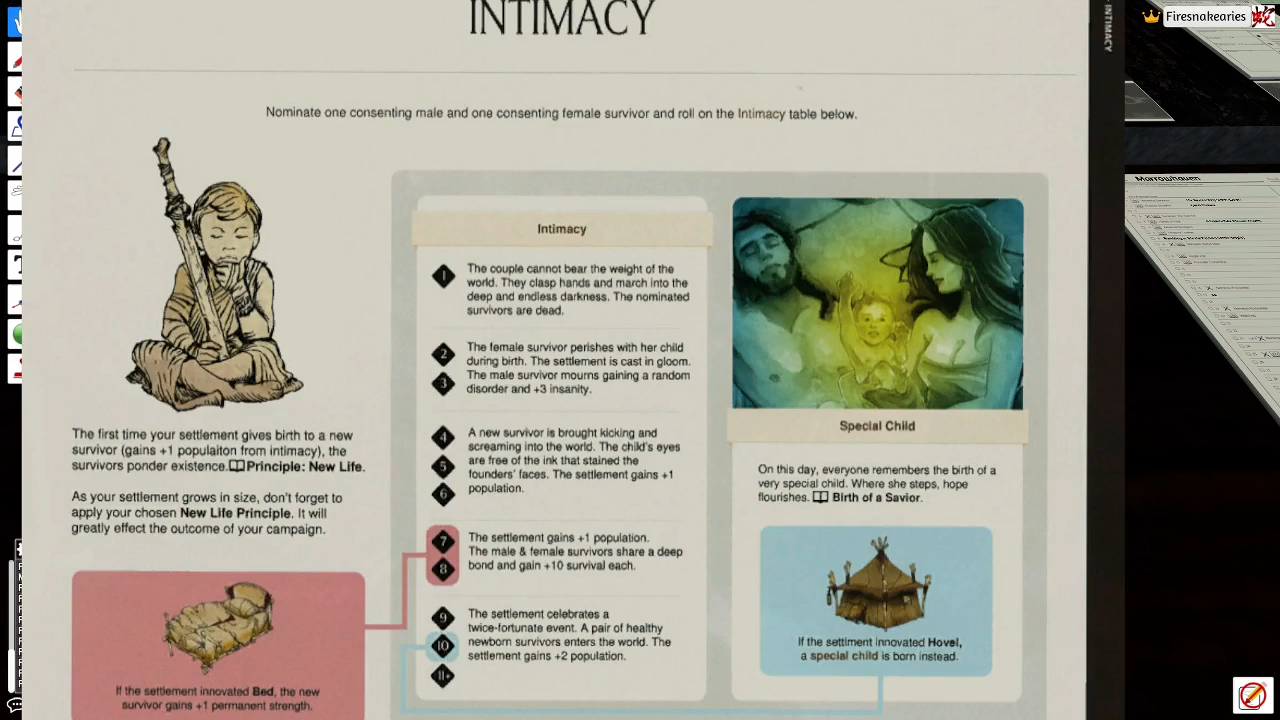 INTIMACY
INTIMACY
Firesnakearies
Nominate one consenting male and one consenting female survivor and roll on the Intimacy table below.
The first time your settlement gives birth to a new
survivor (gains +1 populaiton from intimacy), the
survivors ponder existence. Principle: New Life.
As your settlement grows in size, don't forget to
apply your chosen New Life Principle. It will
greatly effect the outcome of your campaign.
If the settlement innovated Bed, the new
survivor gains +1 permanent strength.
Intimacy
1
The couple cannot bear the weight of the
world. They clasp hands and march into the
deep and endless darkness. The nominated
survivors are dead.
2
3
The female survivor perishes with her child
during birth. The settlement is cast in gloom.
The male survivor mourns gaining a random
disorder and +3 insanity.
4
5
6
A new survivor is brought kicking and
screaming into the world. The child's eyes
are free of the ink that stained the
founders' faces. The settlement gains +1
population.
7
8
The settlement gains +1 population.
The male & female survivors share a deep
bond and gain +10 survival each.
9
10
11+
The settlement celebrates a
twice-fortunate event. A pair of healthy
newborn survivors enters the world. The
settlement gains +2 population.
Special Child
On this day, everyone remembers the birth of a
very special child. Where she steps, hope
flourishes. Birth of a Savior.
If the settlment innovated Hovel,
a special child is born instead.